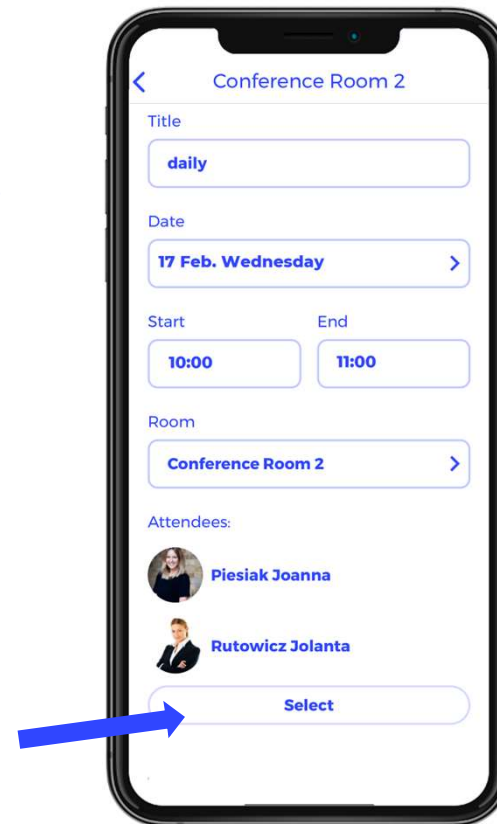 Conference Room 2
Title
daily
Date
17 Feb. Wednesday
Start End
10:00 11:00
Room
Conference Room 2
Attendees:
Piesiak Joanna
Rutowicz Jolanta
Select